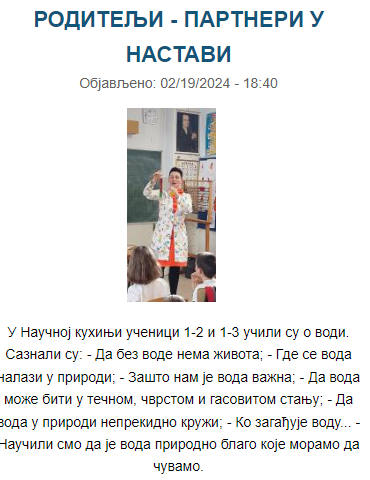 РОДИТЕЉИ - ПАРТНЕРИ У
НАСТАВИ
Објављено: 02/19/2024 - 18:40
У Научној кухињи ученици 1-2 и 1-3 учили су о води.
Сазнали су: - Да без воде нема живота; - Где се вода
налази у природи; - Зашто нам је вода важна; - Да вода
може бити у течном, чврстом и гасовитом стању; - Да
вода у природи непрекидно кружи; - Ко загађује воду... -
Научили смо да је вода природно благо које морамо да
чувамо.